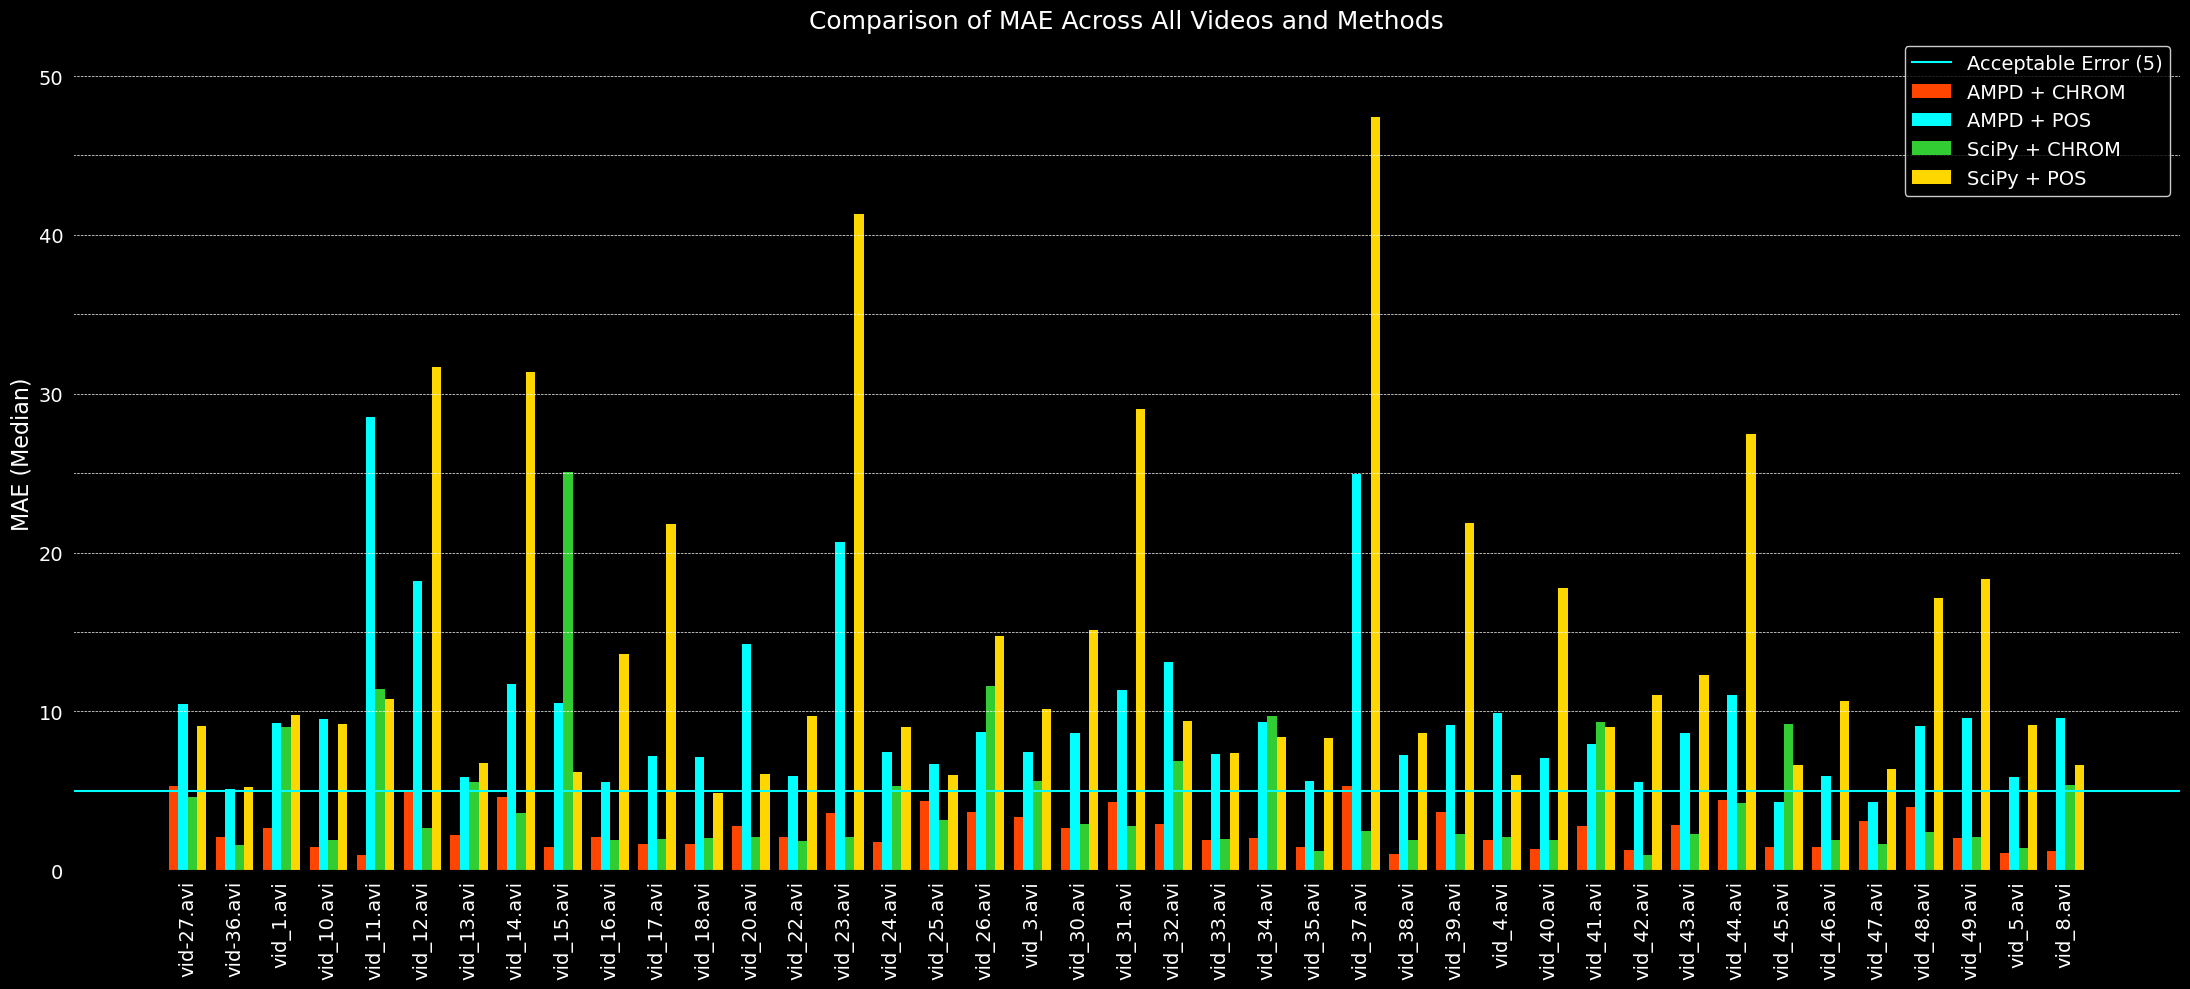 Comparison of MAE Across All Videos and Methods
Acceptable Error (5)
AMPD + CHROM
AMPD + POS
SciPy + CHROM
SciPy + POS
MAE (Median)
50
40
30
20
10
0
vid-27.avi
vid-36.avi
vid_1.avi
vid_10.avi
vid_11.avi
vid_12.avi
vid_13.avi
vid_14.avi
vid_15.avi
vid_16.avi
vid_17.avi
vid_18.avi
vid_20.avi
vid_22.avi
vid_23.avi
vid_24.avi
vid_25.avi
vid_26.avi
vid_3.avi
vid_30.avi
vid_31.avi
vid_32.avi
vid_33.avi
vid_34.avi
vid_35.avi
vid_37.avi
vid_38.avi
vid_39.avi
vid_4.avi
vid_40.avi
vid_41.avi
vid_42.avi
vid_43.avi
vid_44.avi
vid_45.avi
vid_46.avi
vid_47.avi
vid_48.avi
vid_49.avi
vid_5.avi
vid_8.avi